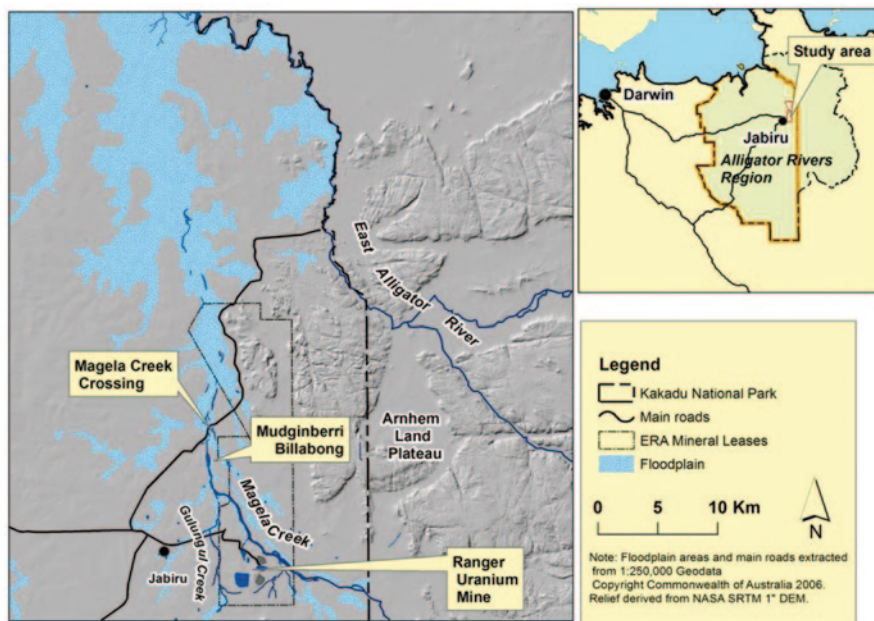 East
Alligator
River
Magela Creek
Crossing
Mudginberri
Billabong
Arnhem
Land
Plateau
Magela Creek
Gulungul Creek
Jabiru
Ranger
Uranium
Mine
Study area
Darwin
Jabiru
Alligator Rivers
Region
Legend
Kakadu National Park
Main roads
ERA Mineral Leases
Floodplain
0 5 10 Km
N
Note: Floodplain areas and main roads extracted
from 1:250,000 Geodata
Copyright Commonwealth of Australia 2006.
Relief derived from NASA SRTM 1" DEM.